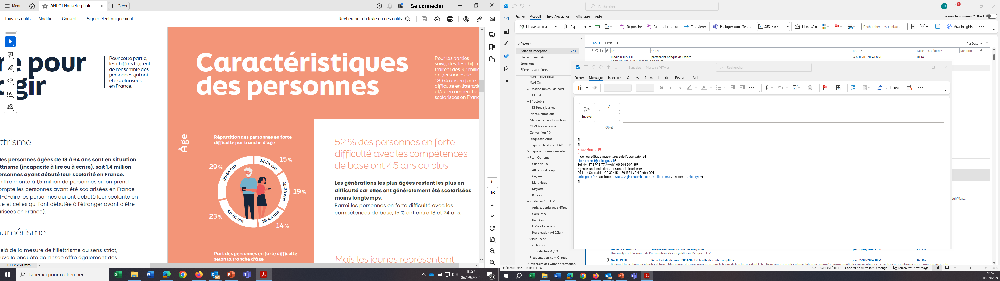 Menu
ANLCI Nouvelle photo...
Créer
Se connecter
Tous les outils
Modifier
Convertir
Signer électroniquement
Rechercher du texte ou des outils
re pour
agir
Pour cette partie,
les chiffres traitent
de l'ensemble des
personnes qui ont
été scolarisées
en France.
ttrisme
les personnes âgées de 18 à 64 ans sont en situation
ttrisme (incapacité à lire ou à écrire), soit 1,4 million
ersonnes ayant débuté leur scolarité en France.
hiffre monte à 1,5 million de personnes si l'on prend
ompte les personnes ayant été scolarisées en France
t-à-dire les personnes qui ont débuté leur scolarité en
ce et celles qui l'ont débutée à l'étranger avant d'être
arisées en France).
numérisme
elà de la mesure de l'illettrisme au sens strict,
uvelle enquête de l'Insee offre également des
190 x 260 mm
Caractéristiques
des personnes
Pour les parties
suivantes, les chiffre
traitent des 3,7 millio
de personnes de
18-64 ans en forte
difficulté en littératie
et/ou en numératie
scolarisées en Franc
Âge
Répartition des personnes en forte
difficulté par tranche d'âge
18-24 ans
15 %
25-34 ans
19 %
35-44 ans
14 %
45-54 ans
23 %
55-64 ans
29 %
52 % des personnes en forte
difficulté avec les compétences
de base ont 45 ans ou plus
Les générations les plus âgées restent les plus en
difficulté car elles ont généralement été scolarisées
moins longtemps.
Parmi les personnes en forte difficulté avec les
compétences de base, 15 % ont entre 18 et 24 ans.
Part des personnes en forte difficulté
selon la tranche d'âge
Mais les jeunes représentent
5
16
Taper ici pour rechercher
10:57
06/09/2024
20
Rechercher
EB
1
Fichier
Accueil
Envoi/réception
Affichage
Aide
Essayez le nouveau Outlook
Nouveau courrier
Supprimer
Répondre
Répondre à tous
Transférer
Partager dans Teams
SUD Insee
Non lu/Lu
Rechercher des contacts
Viva Insights
Favoris
Boîte de réception 257
Éléments envoyés
Brouillons
Éléments supprimés
JNAI France Travail
JNAI Corte
Creation tableau de bord
GISPRO
17 octobre
R3 Prepa journée
Evacob numératie
Nb beneficaires formation...
CEMEA - webinaire
Convention PIX
Diagnostic Aube
Enquete Occitanie -CARIF-OREF
Enquete observatoire interim
FLV - Outremer
Guadeloupe
Atlas Guadeloupe
Guyane
Martinique
Mayotte
Reunion
Strategie Com FLV
Articles sortie des chiffres
Com Insee
Doc Aline
FLV - Kit survie com
Presentation AG 20juin
Publi sept
Pb insee
Relecture 04/09
Frequentation num Orange
Inventaire de l'Offre de formation
Tous
Non lus
Par Date
De
Objet
Reçu
Taille
Catégories
Mention
Elodie BOUSQUET
partenariat banque de France
ven. 06/09/2024 08:51
70 Ko
Sans titre - Message (HTML)
Rechercher
Fichier
Message
Insertion
Options
Format du texte
Révision
Aide
G I S
A
Rédacteur
Envoyer
À
Cc
Objet
¶
¶
Élise·Bernert¶
Ingénieure·Statistique·chargée·de·l'observatoire¶
elise.bernert@anlci.gouv.fr¶
Tel·:·04·37·37·18·77·/·Mob°:·06·60·85·01·85¶
Agence·Nationale·de·Lutte·Contre·l'Illettrisme¶
264·rue·Garibaldi·-·CS·33415·–·69488·LYON·Cedex·03¶
anlci.gouv.fr·/·Facebook·–·ANLCI·Agir·ensemble·contre·l'illettrisme·/·Twitter·–·anlci_Lyon¶
¶
JulVJ4aw...
Hervé FERNANDEZ
analyse de l'observatoire des inégalités
jeu. 05/09/2024 11:11
115 Ko
Une analyse intéressante de l'observatoire des inégalités sur l'enquête FLV :
Gaëlle PETIT
Re: relevé de décision PIX ANLCI et feuille de route complétée
jeu. 05/09/2024 10:51
163 Ko
Éléments : 636
Non lu : 257
Ce dossier est à jour.
Connecté à Microsoft Exchange
Paramètres d'affichage
100 %
10:57
06/09/2024